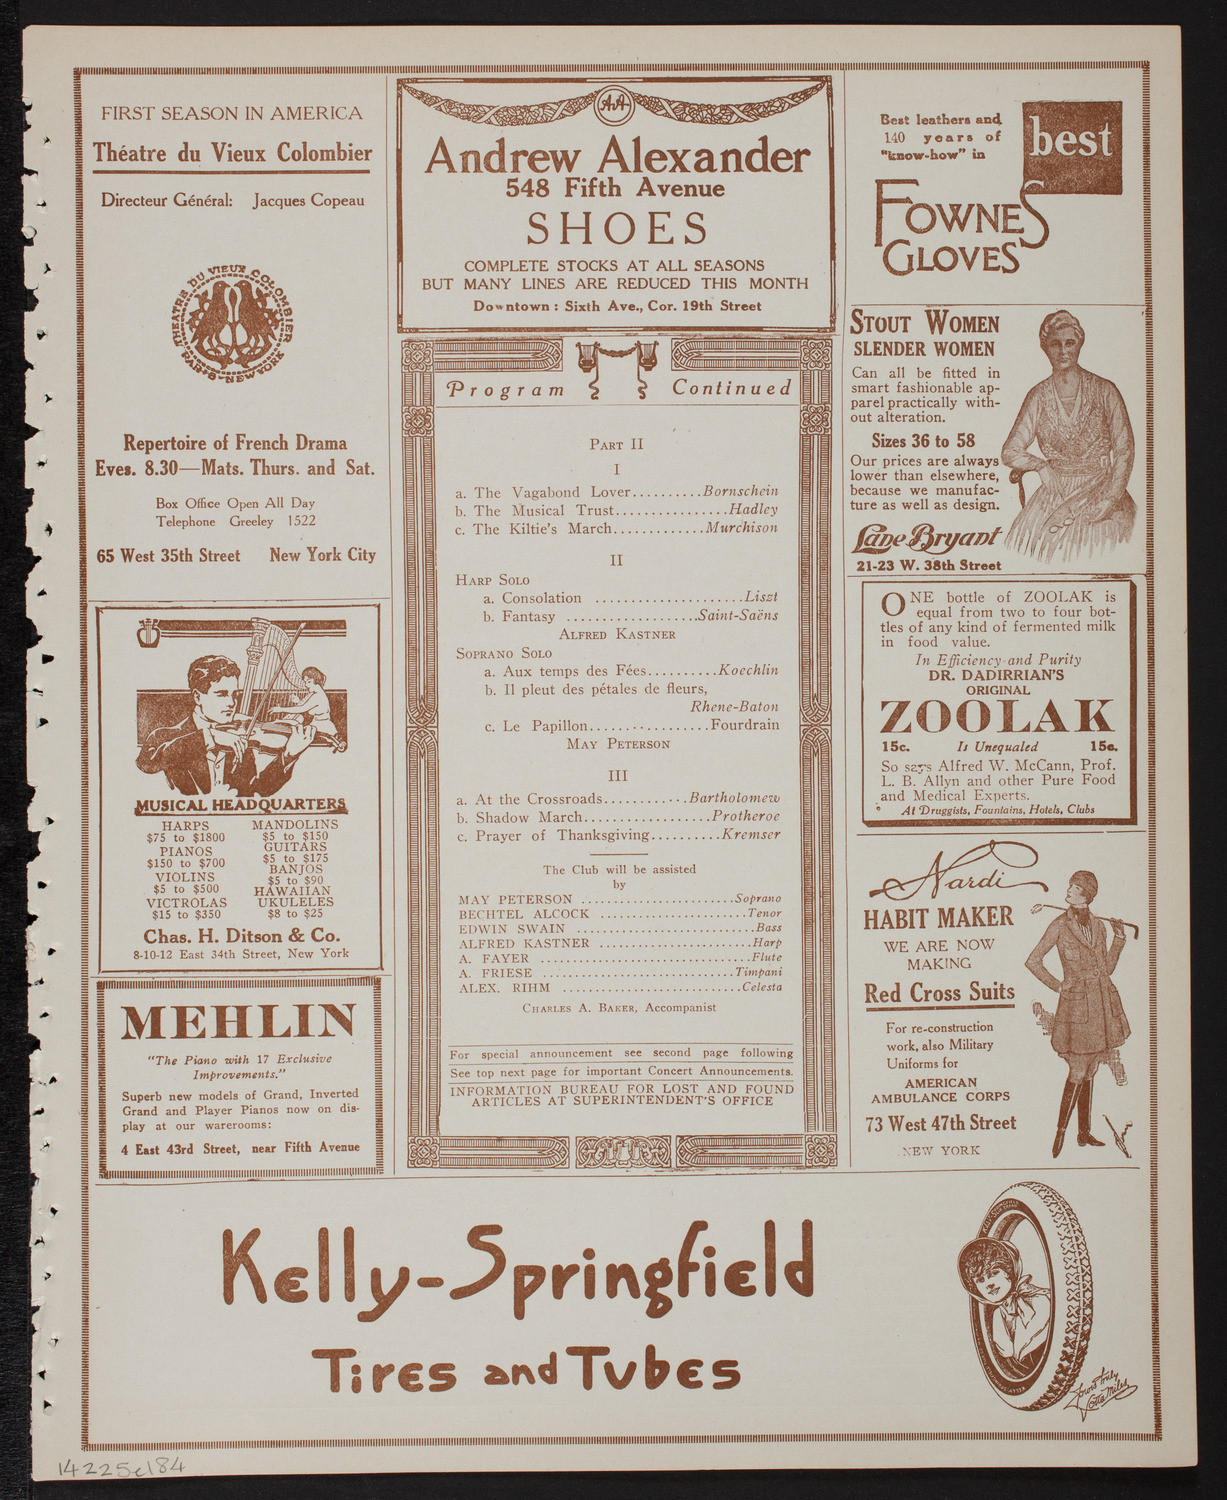 FIRST SEASON IN AMERICA
Théatre du Vieux Colombier
Directeur Général: Jacques Copeau
THEATRE DU VIEUX COLOMBIER
PARIS-NEW YORK
Repertoire of French Drama
Eves. 8.30—Mats. Thurs. and Sat.
Box Office Open All Day
Telephone Greeley 1522
65 West 35th Street New York City
MUSICAL HEADQUARTERS
HARPS
$75 to $1800
PIANOS
$150 to $700
VIOLINS
$5 to $500
VICTROLAS
$15 to $350
MANDOLINS
$5 to $150
GUITARS
$5 to $175
BANJOS
$5 to $90
HAWAIIAN
UKULELES
$8 to $25
Chas. H. Ditson & Co.
8-10-12 East 34th Street, New York
MEHLIN
"The Piano with 17 Exclusive
Improvements."
Superb new models of Grand, Inverted
Grand and Player Pianos now on dis-
play at our warerooms:
4 East 43rd Street, near Fifth Avenue
AA
Andrew Alexander
548 Fifth Avenue
SHOES
COMPLETE STOCKS AT ALL SEASONS
BUT MANY LINES ARE REDUCED THIS MONTH
Downtown: Sixth Ave., Cor. 19th Street
Program Continued
PART II
I
a. The Vagabond Lover..........Bornschein
b. The Musical Trust................Hadley
c. The Kiltie's March.............Murchison
II
HARP SOLO
a. Consolation .....................Liszt
b. Fantasy ...................Saint-Saëns
ALFRED KASTNER
SOPRANO SOLO
a. Aux temps des Fées..........Koechlin
b. Il pleut des pétales de fleurs,
Rhene-Baton
c. Le Papillon.................Fourdrain
MAY PETERSON
III
a. At the Crossroads............Bartholomew
b. Shadow March..................Protheroe
c. Prayer of Thanksgiving..........Kremser
The Club will be assisted
by
MAY PETERSON .........................Soprano
BECHTEL ALCOCK ........................Tenor
EDWIN SWAIN .............................Bass
ALFRED KASTNER .........................Harp
A. FAYER ..................................Flute
A. FRIESE ................................Timpani
ALEX. RIHM .............................Celesta
CHARLES A. BAKER, Accompanist
For special announcement see second page following
See top next page for important Concert Announcements.
INFORMATION BUREAU FOR LOST AND FOUND
ARTICLES AT SUPERINTENDENT'S OFFICE
Best leathers and
140 years of
"know-how" in
best
FOWNES
GLOVES
STOUT WOMEN
SLENDER WOMEN
Can all be fitted in
smart fashionable ap-
parel practically with-
out alteration.
Sizes 36 to 58
Our prices are always
lower than elsewhere,
because we manufac-
ture as well as design.
Lane Bryant
21-23 W. 38th Street
ONE bottle of ZOOLAK is
equal from two to four bot-
tles of any kind of fermented milk
in food value.
In Efficiency and Purity
DR. DADIRRIAN'S
ORIGINAL
ZOOLAK
15c. Is Unequaled 15c.
So says Alfred W. McCann, Prof.
L. B. Allyn and other Pure Food
and Medical Experts.
At Druggists, Fountains, Hotels, Clubs
Nardi
HABIT MAKER
WE ARE NOW
MAKING
Red Cross Suits
For re-construction
work, also Military
Uniforms for
AMERICAN
AMBULANCE CORPS
73 West 47th Street
NEW YORK
Kelly-Springfield
Tires and Tubes
Yours truly
Lotta Miles
14225c184